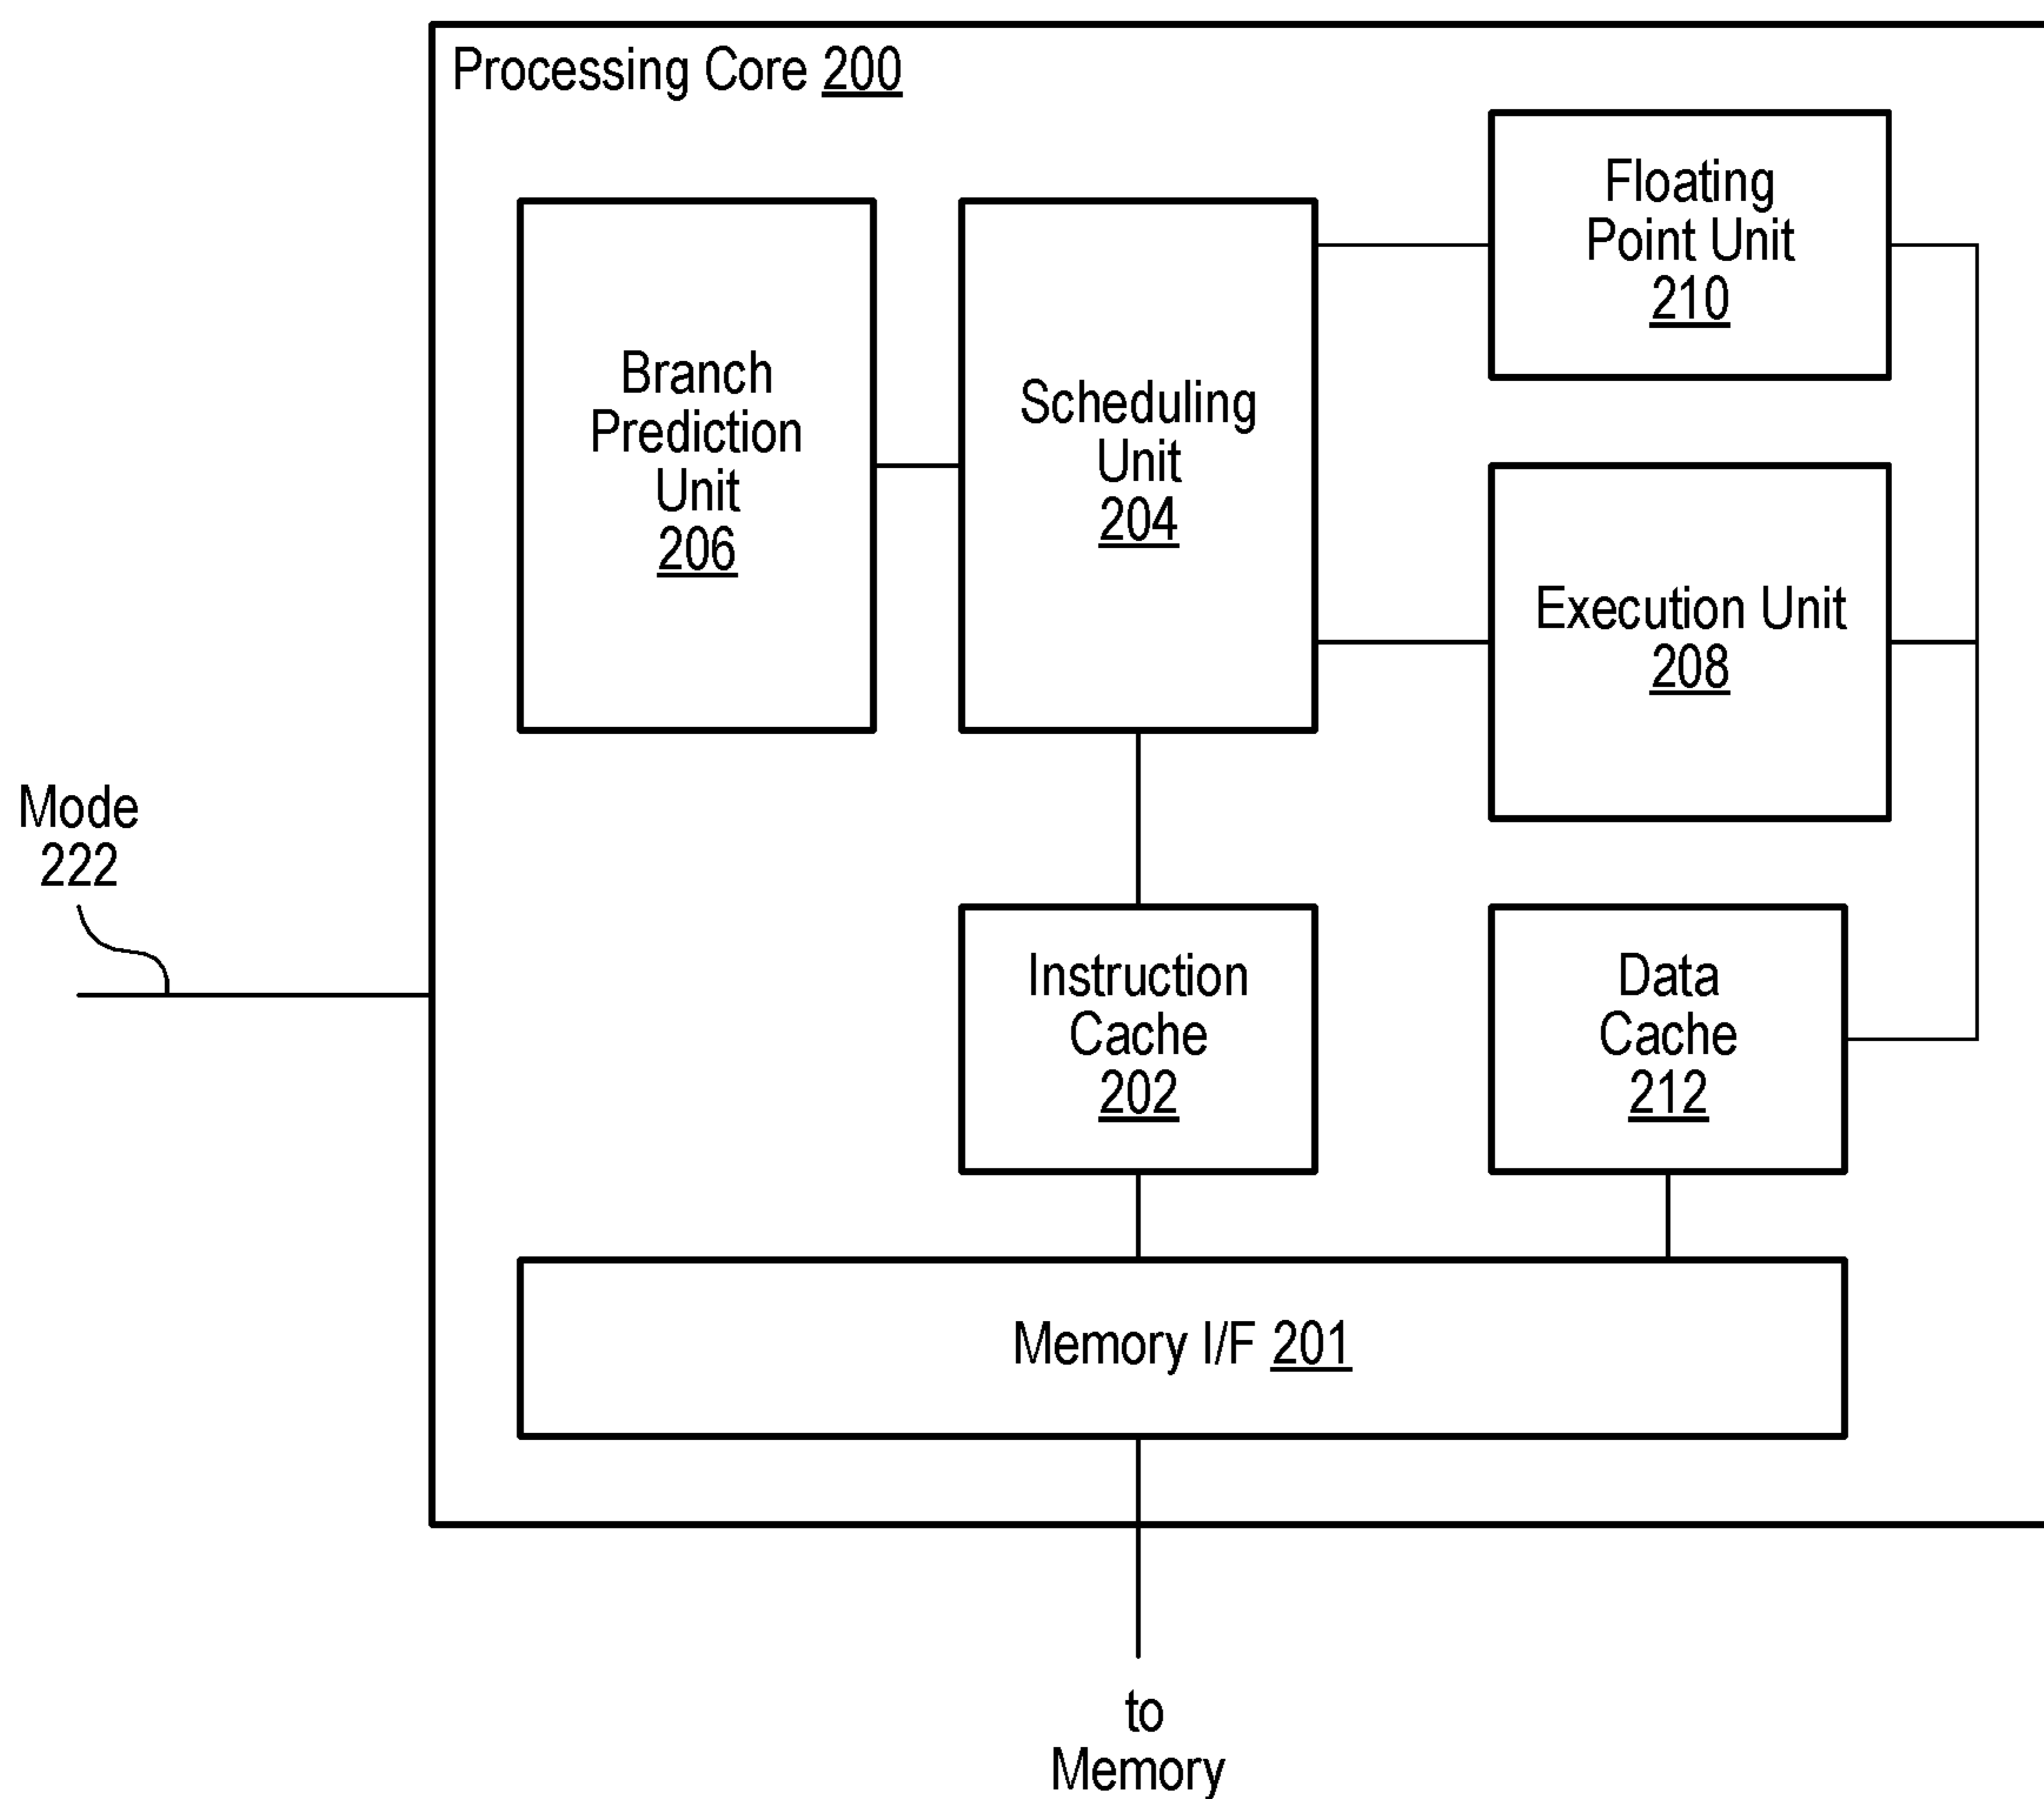 Processing Core 200
Floating
Point Unit
210
Branch
Prediction
Unit
206
Scheduling
Unit
204
Execution Unit
208
Mode
222
Instruction
Cache
202
Data
Cache
212
Memory I/F 201
to
Memory